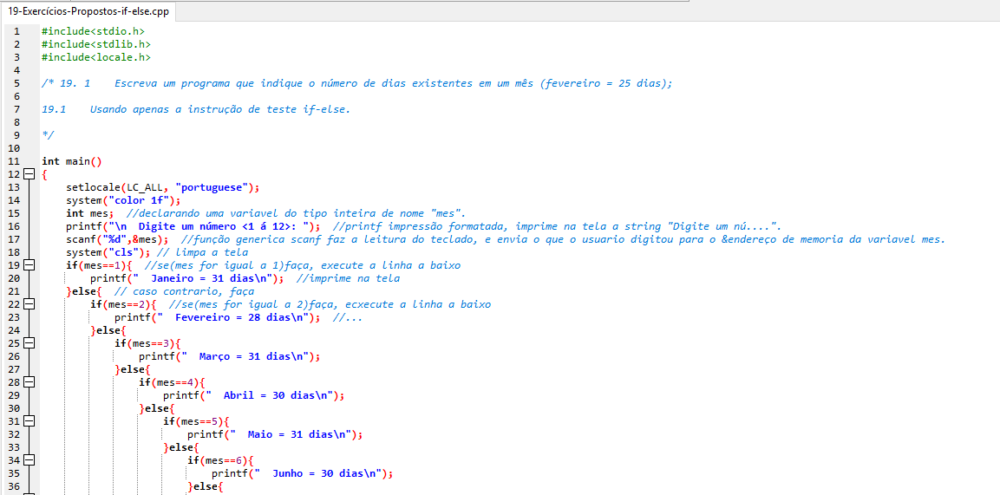 19-Exercícios-Propostos-if-else.cpp
1 #include<stdio.h>
2 #include<stdlib.h>
3 #include<locale.h>
4
5 /* 19. 1    Escreva um programa que indique o número de dias existentes em um mês (fevereiro = 25 dias);
6
7 19.1    Usando apenas a instrução de teste if-else.
8
9 */
10
11 int main()
12 {
13     setlocale(LC_ALL, "portuguese");
14     system("color 1f");
15     int mes;  //declarando uma variavel do tipo inteira de nome "mes".
16     printf("\n  Digite um número <1 á 12>: ");  //printf impressão formatada, imprime na tela a string "Digite um nú....".
17     scanf("%d",&mes);  //função generica scanf faz a leitura do teclado, e envia o que o usuario digitou para o &endereço de memoria da variavel mes.
18     system("cls"); // limpa a tela
19     if(mes==1){  //se(mes for igual a 1)faça, execute a linha a baixo
20         printf("  Janeiro = 31 dias\n");  //imprime na tela
21     }else{  // caso contrario, faça
22         if(mes==2){  //se(mes for igual a 2)faça, ecxecute a linha a baixo
23             printf("  Fevereiro = 28 dias\n");  //...
24         }else{
25             if(mes==3){
26                 printf("  Março = 31 dias\n");
27             }else{
28                 if(mes==4){
29                     printf("  Abril = 30 dias\n");
30                 }else{
31                     if(mes==5){
32                         printf("  Maio = 31 dias\n");
33                     }else{
34                         if(mes==6){
35                             printf("  Junho = 30 dias\n");
36                         }else{